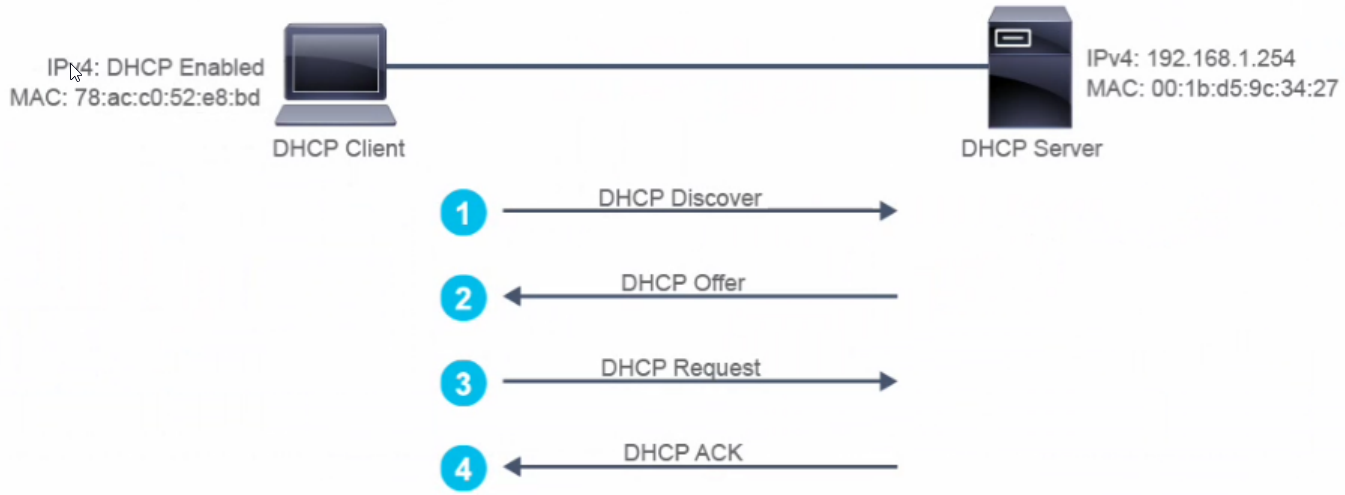 IPv4: DHCP Enabled
MAC: 78:ac:c0:52:e8:bd
DHCP Client
IPv4: 192.168.1.254
MAC: 00:1b:d5:9c:34:27
DHCP Server
1 DHCP Discover
2 DHCP Offer
3 DHCP Request
4 DHCP ACK